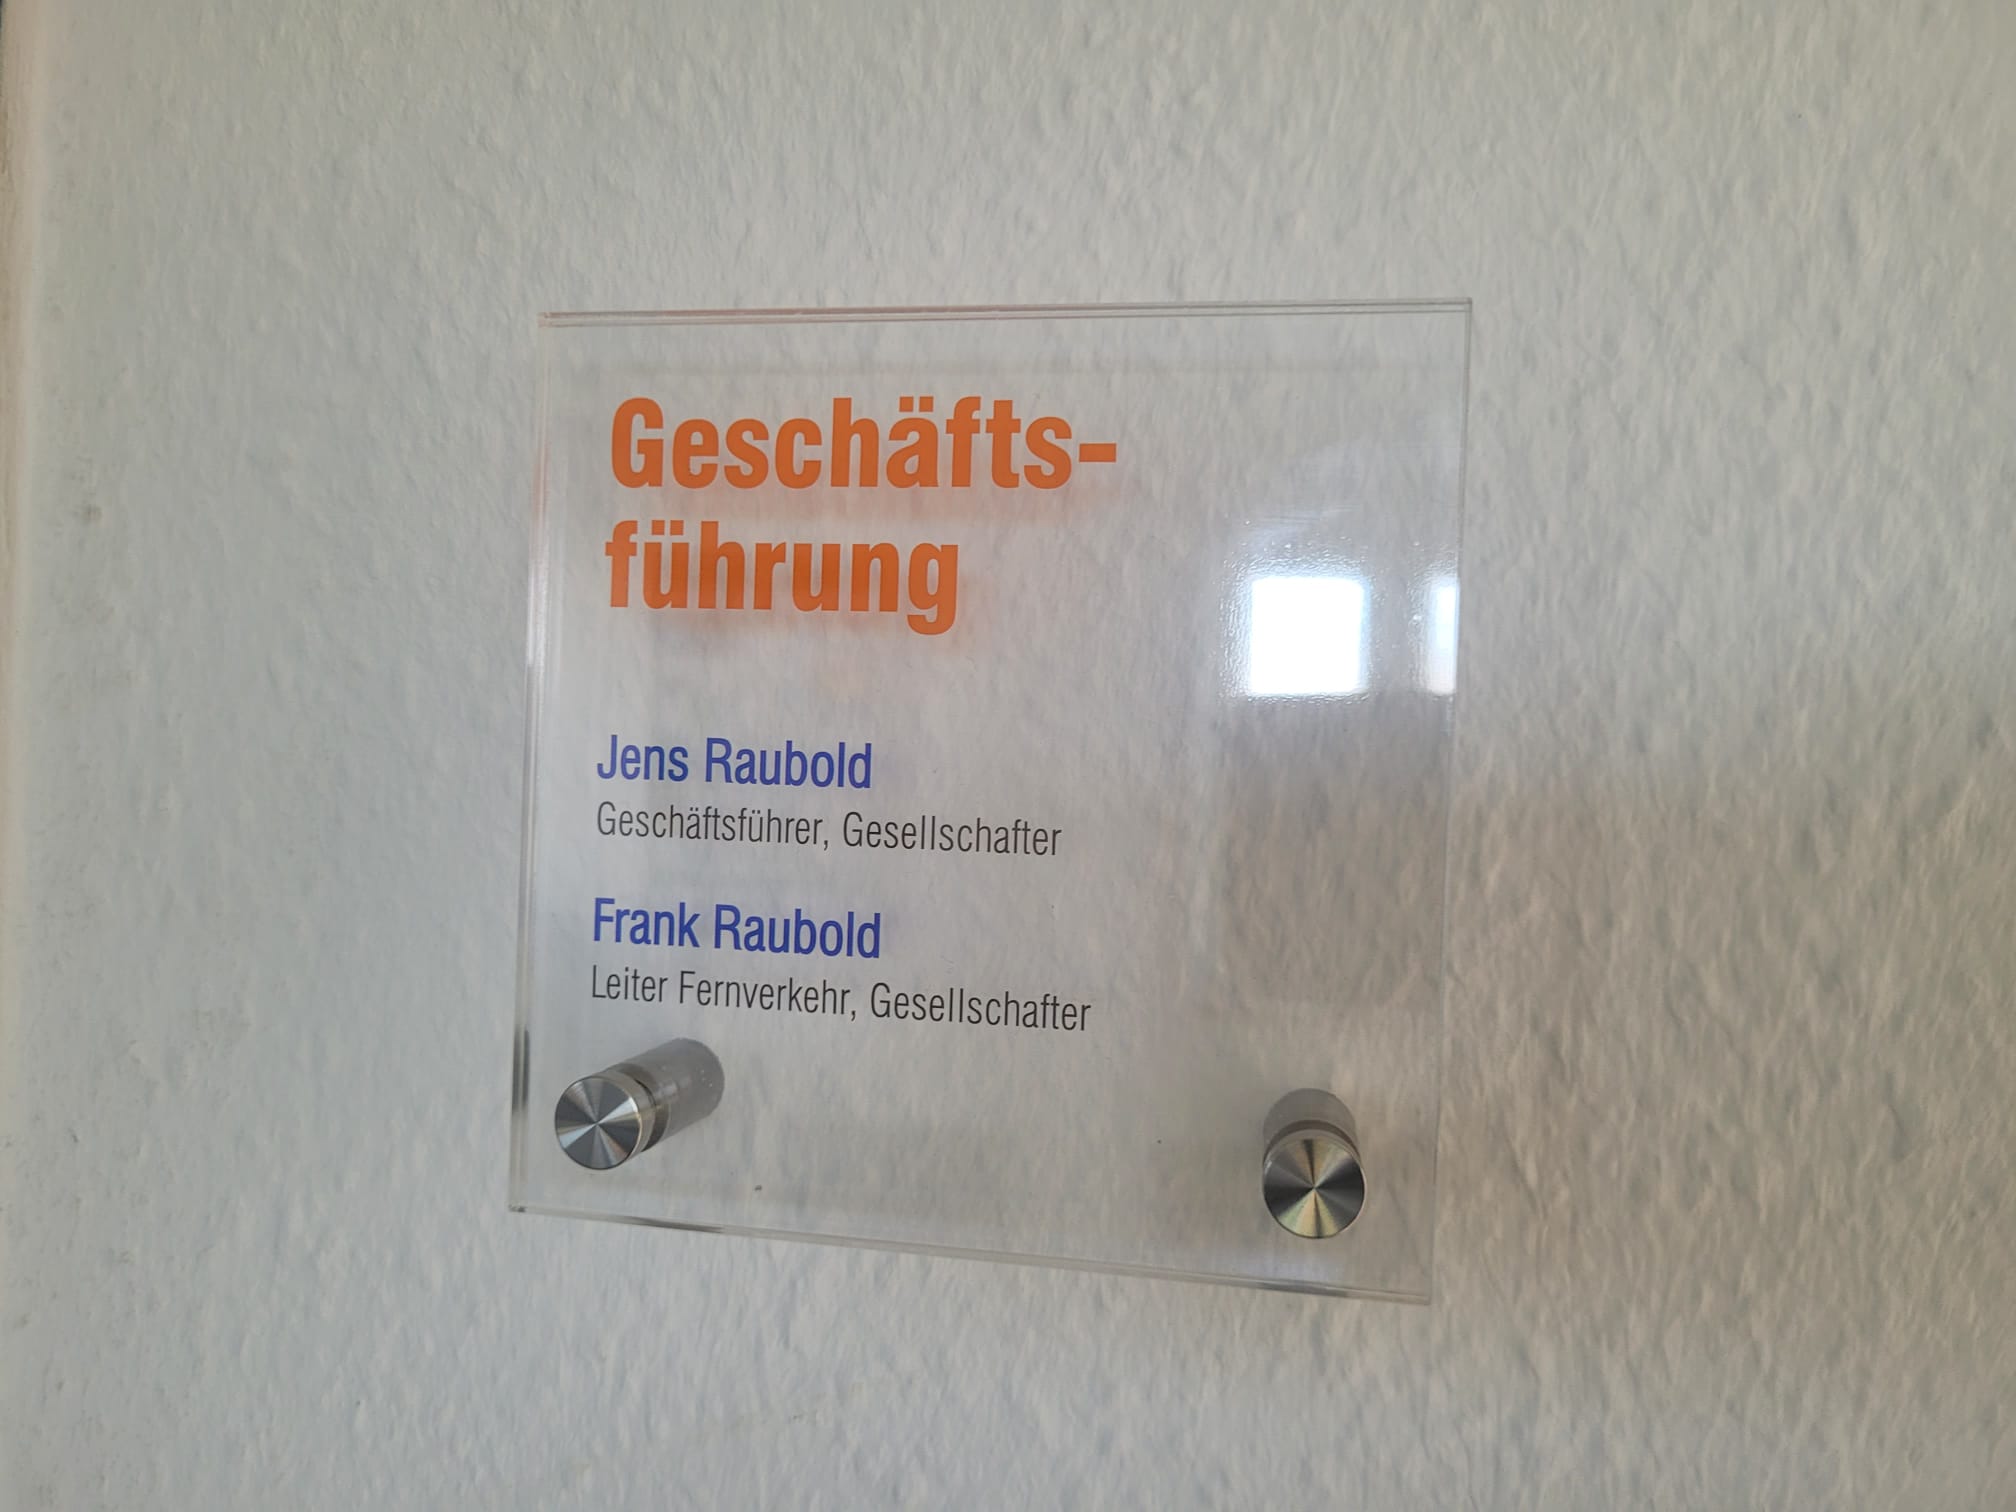 Geschäfts-
führung
Jens Raubold
Geschäftsführer, Gesellschafter
Frank Raubold
Leiter Fernverkehr, Gesellschafter